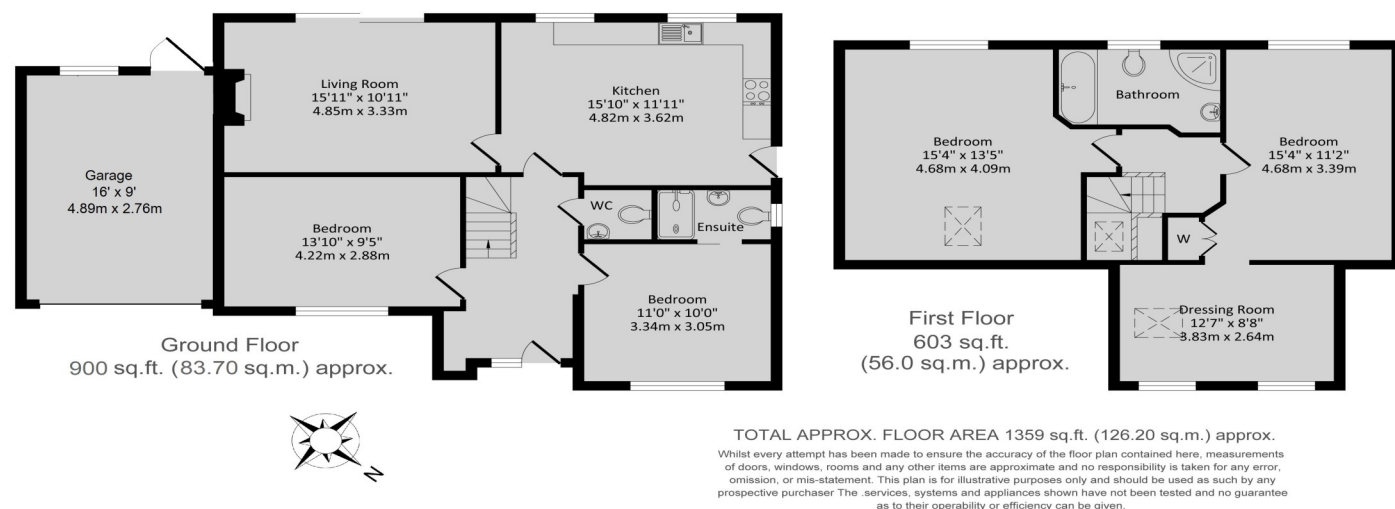 Living Room
15'11" x 10'11"
4.85m x 3.33m
Kitchen
15'10" x 11'11"
4.82m x 3.62m
Garage
16' x 9'
4.89m x 2.76m
Bedroom
13'10" x 9'5"
4.22m x 2.88m
WC
Ensuite
Bedroom
11'0" x 10'0"
3.34m x 3.05m
Ground Floor
900 sq.ft. (83.70 sq.m.) approx.
N
Bedroom
15'4" x 13'5"
4.68m x 4.09m
Bathroom
Bedroom
15'4" x 11'2"
4.68m x 3.39m
W
Dressing Room
12'7" x 8'8"
3.83m x 2.64m
First Floor
603 sq.ft.
(56.0 sq.m.) approx.
TOTAL APPROX. FLOOR AREA 1359 sq.ft. (126.20 sq.m.) approx.
Whilst every attempt has been made to ensure the accuracy of the floor plan contained here, measurements
of doors, windows, rooms and any other items are approximate and no responsibility is taken for any error,
omission, or mis-statement. This plan is for illustrative purposes only and should be used as such by any
prospective purchaser The .services, systems and appliances shown have not been tested and no guarantee
as to their operability or efficiency can be given.